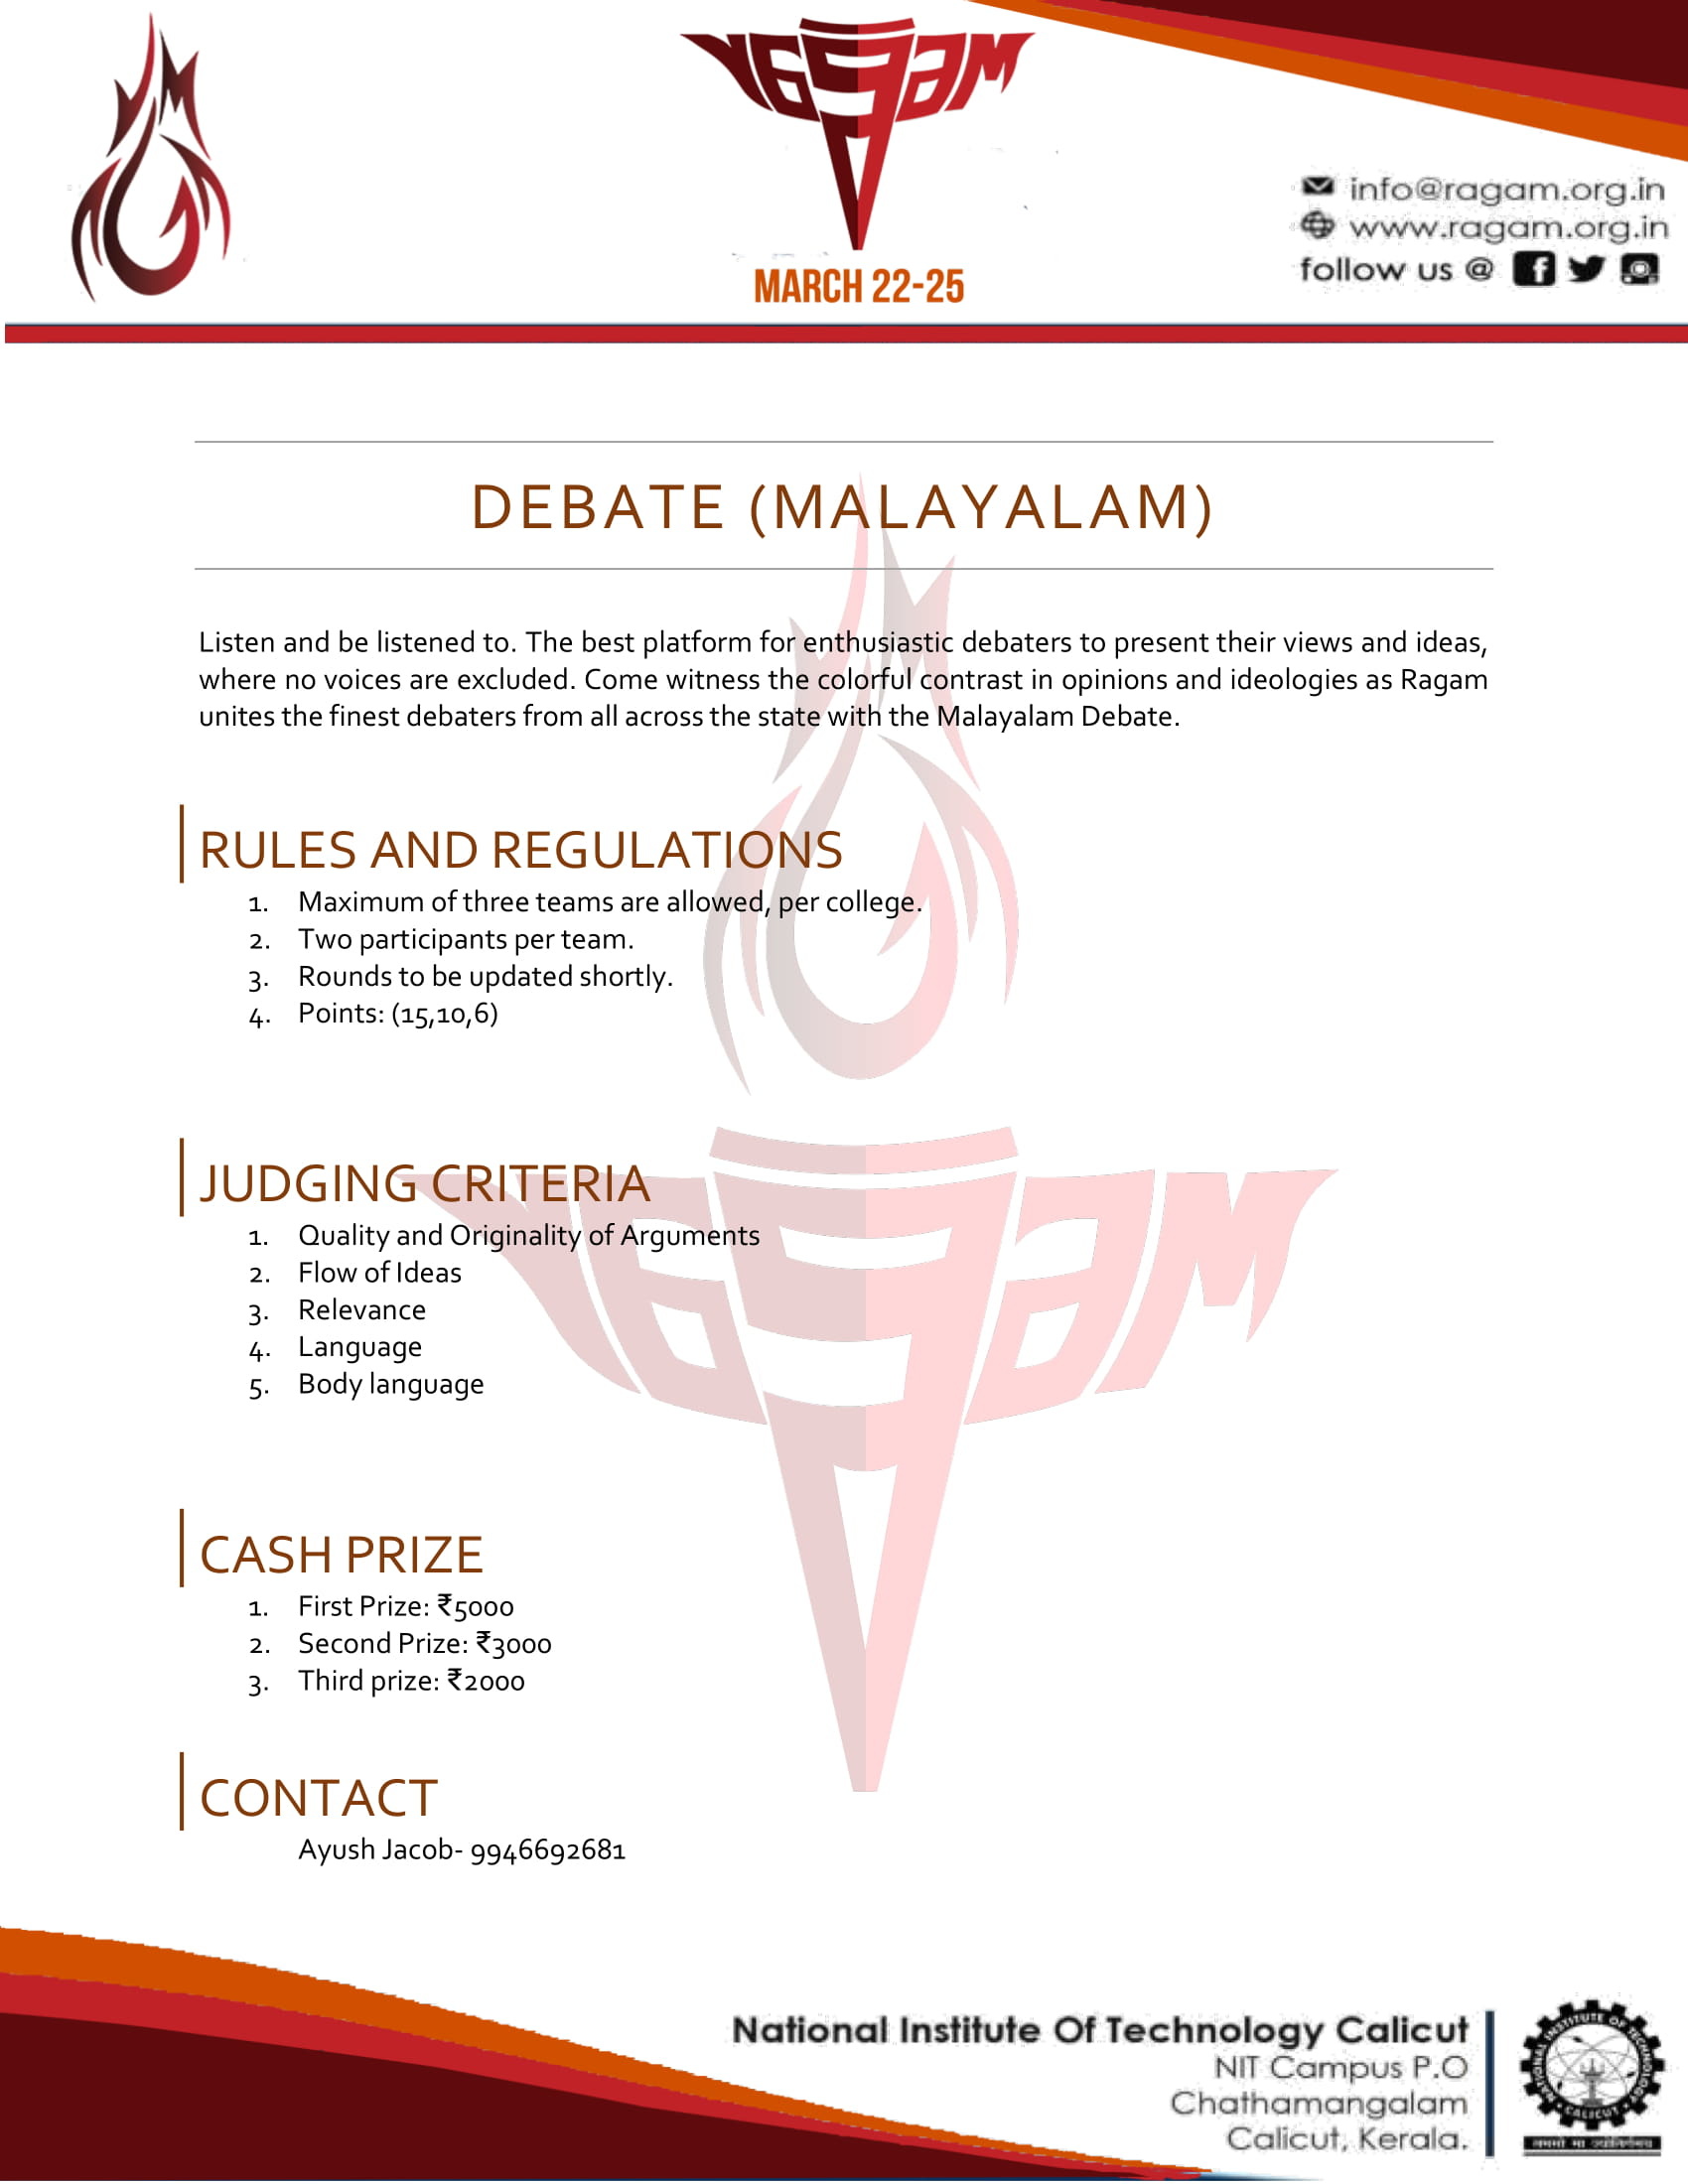 RAGAM
MARCH 22-25
info@ragam.org.in
www.ragam.org.in
follow us @
DEBATE (MALAYALAM)
Listen and be listened to. The best platform for enthusiastic debaters to present their views and ideas,
where no voices are excluded. Come witness the colorful contrast in opinions and ideologies as Ragam
unites the finest debaters from all across the state with the Malayalam Debate.
RULES AND REGULATIONS
1. Maximum of three teams are allowed, per college.
2. Two participants per team.
3. Rounds to be updated shortly.
4. Points: (15,10,6)
JUDGING CRITERIA
1. Quality and Originality of Arguments
2. Flow of Ideas
3. Relevance
4. Language
5. Body language
CASH PRIZE
1. First Prize: ₹5000
2. Second Prize: ₹3000
3. Third prize: ₹2000
CONTACT
Ayush Jacob- 9946692681
National Institute Of Technology Calicut
NIT Campus P.O
Chathamangalam
Calicut, Kerala.
NATIONAL INSTITUTE OF TECHNOLOGY
CALICUT